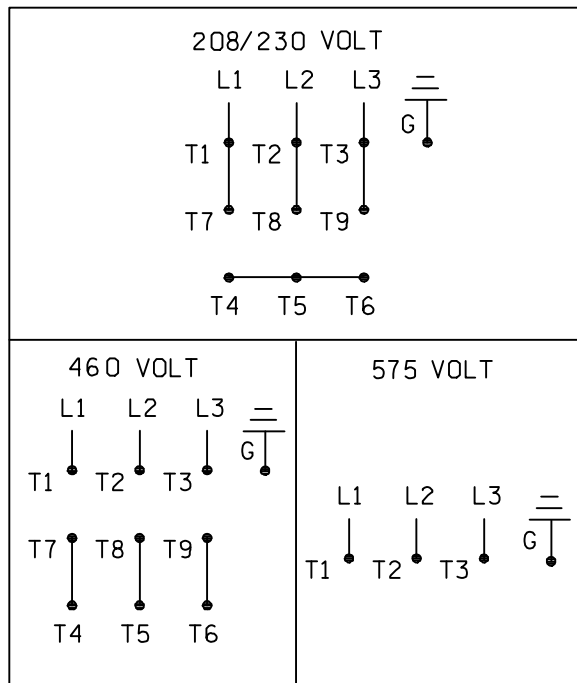 208/230 VOLT
L1 L2 L3
G
T1 T2 T3
T7 T8 T9
T4 T5 T6
460 VOLT
L1 L2 L3
G
T1 T2 T3
T7 T8 T9
T4 T5 T6
575 VOLT
L1 L2 L3
G
T1 T2 T3